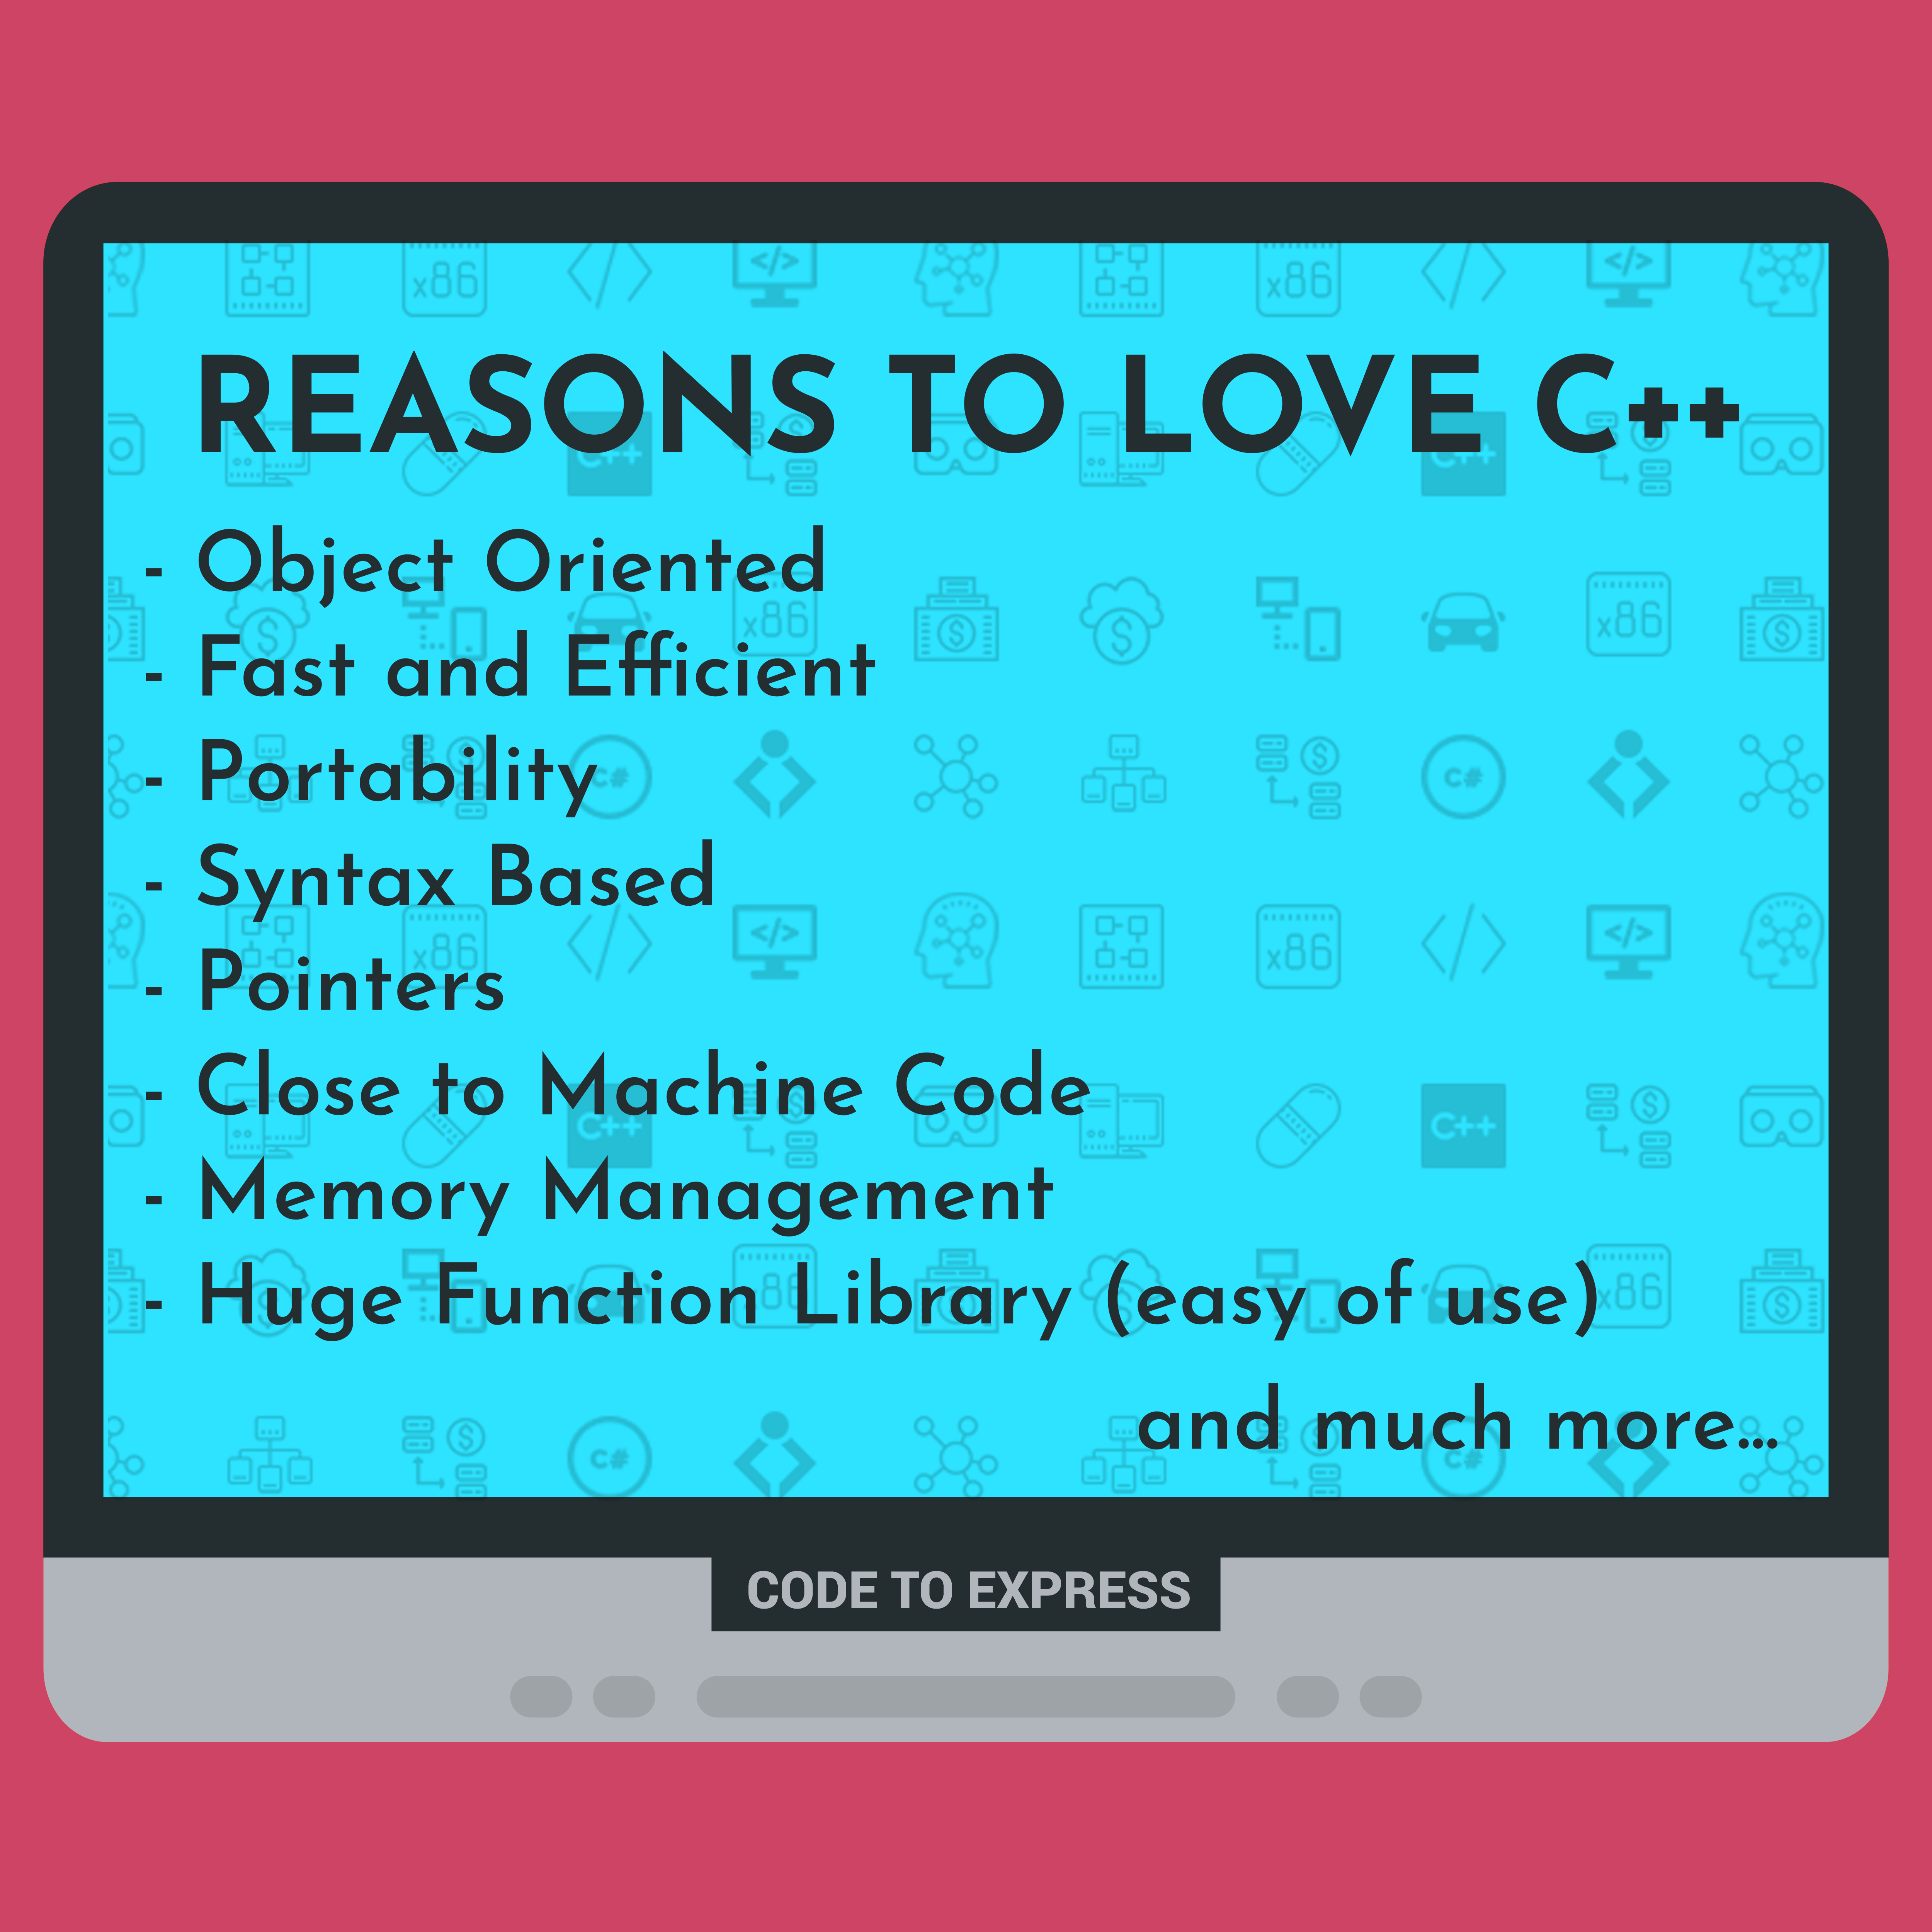 REASONS TO LOVE C++
- Object Oriented
- Fast and Efficient
- Portability
- Syntax Based
- Pointers
- Close to Machine Code
- Memory Management
- Huge Function Library (easy of use)
and much more...
CODE TO EXPRESS